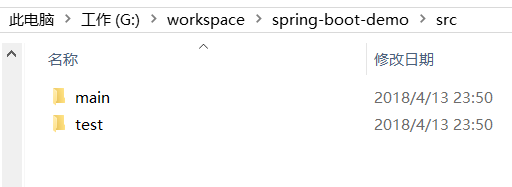 此电脑 > 工作 (G:) > workspace > spring-boot-demo > src
名称 修改日期
main 2018/4/13 23:50
test 2018/4/13 23:50